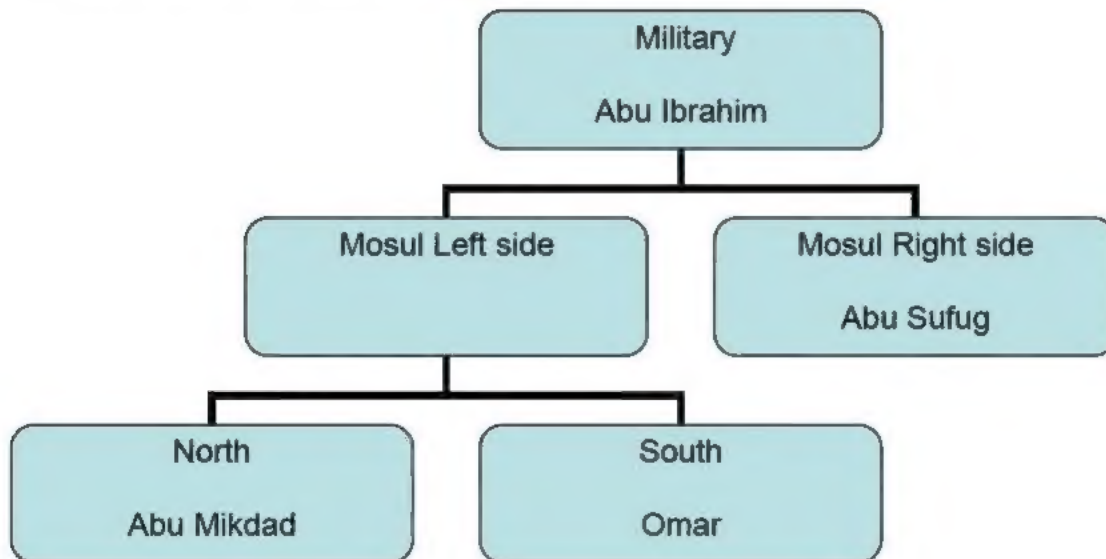 Military
Abu Ibrahim
Mosul Left side
Mosul Right side
Abu Sufug
North
Abu Mikdad
South
Omar